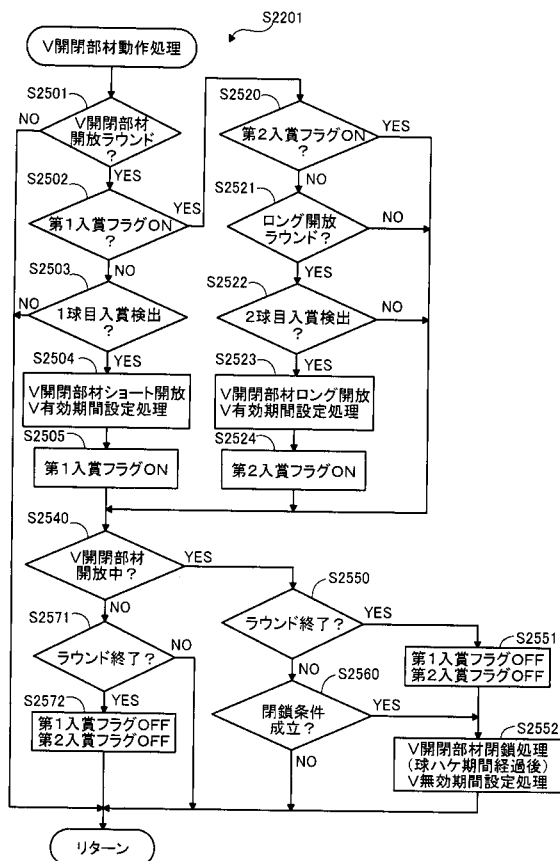 S2201
V開閉部材動作処理
S2501
V開閉部材
開放ラウンド
?
NO
YES
S2502
第1入賞フラグON
?
YES
NO
S2503
1球目入賞検出
?
NO
YES
S2504
V開閉部材ショート開放
V有効期間設定処理
S2505
第1入賞フラグON
S2520
第2入賞フラグON
?
YES
NO
S2521
ロング開放
ラウンド?
NO
YES
S2522
2球目入賞検出
?
NO
YES
S2523
V開閉部材ロング開放
V有効期間設定処理
S2524
第2入賞フラグON
S2540
V開閉部材
開放中?
YES
NO
S2571
ラウンド終了?
NO
YES
S2572
第1入賞フラグOFF
第2入賞フラグOFF
S2550
ラウンド終了?
YES
NO
S2551
第1入賞フラグOFF
第2入賞フラグOFF
S2560
閉鎖条件
成立?
YES
NO
S2552
V開閉部材閉鎖処理
(球ハケ期間経過後)
V無効期間設定処理
リターン